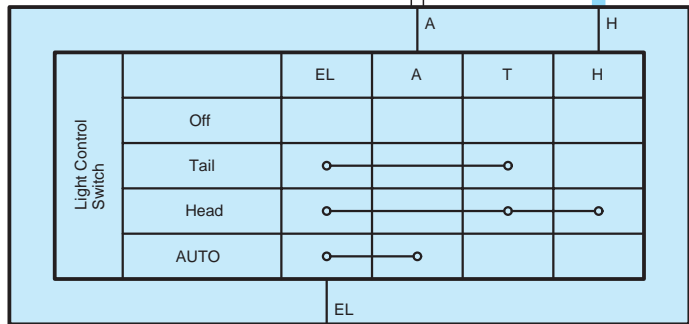 A H
EL A T H
Off
Tail
Head
AUTO
Light Control
Switch
EL